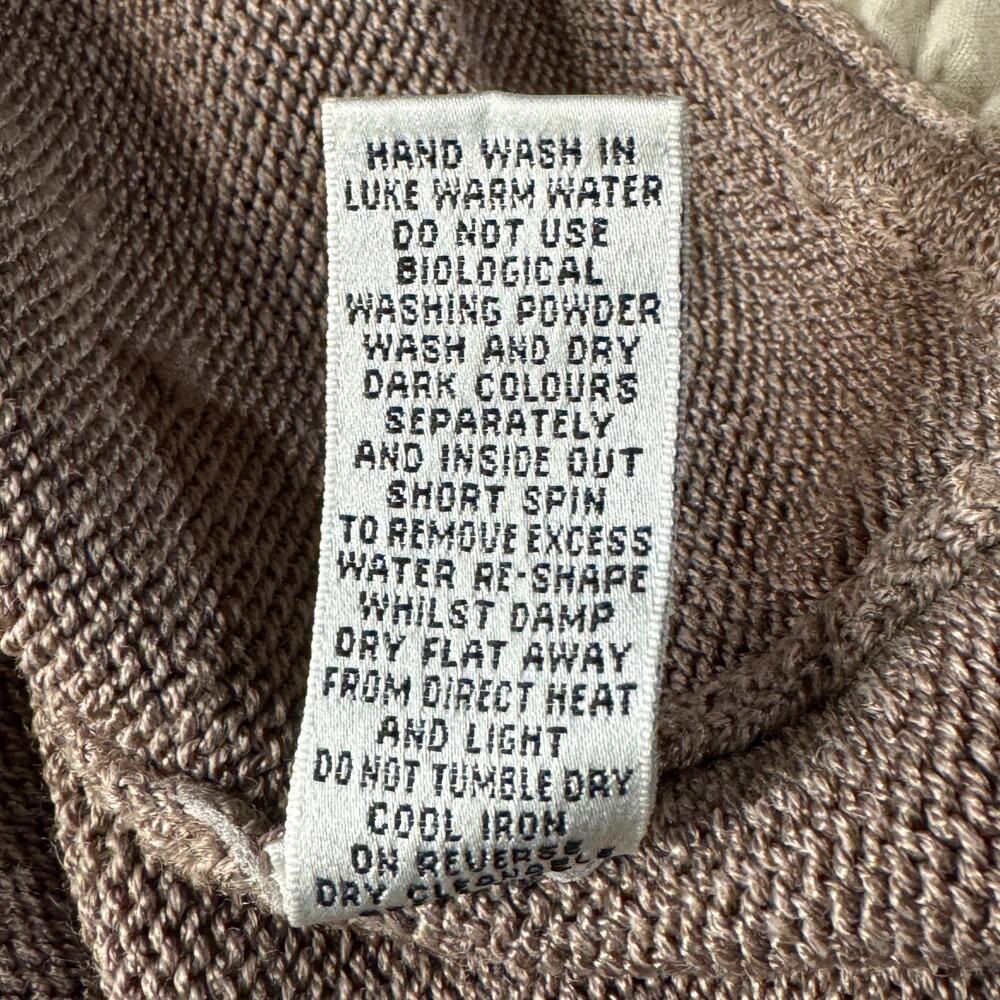 HAND WASH IN
LUKE WARM WATER
DO NOT USE
BIOLOGICAL
WASHING POWDER
WASH AND DRY
DARK COLOURS
SEPARATELY
AND INSIDE OUT
SHORT SPIN
TO REMOVE EXCESS
WATER RE-SHAPE
WHILST DAMP
DRY FLAT AWAY
FROM DIRECT HEAT
AND LIGHT
DO NOT TUMBLE DRY
COOL IRON
ON REVERSE
DRY CLEANABLE